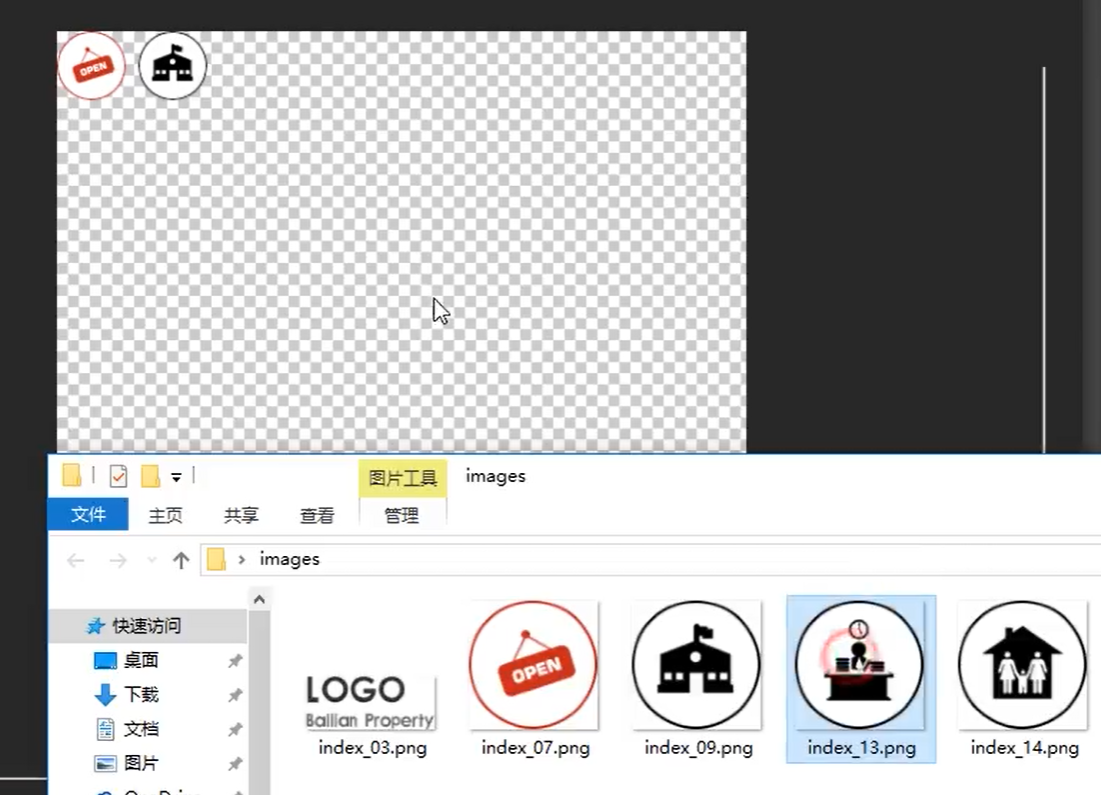 OPEN
图片工具
images
文件
主页
共享
查看
管理
images
快速访问
桌面
下载
文档
图片
OPEN
LOGO
Bailian Property
index_03.png
index_07.png
index_09.png
index_13.png
index_14.png